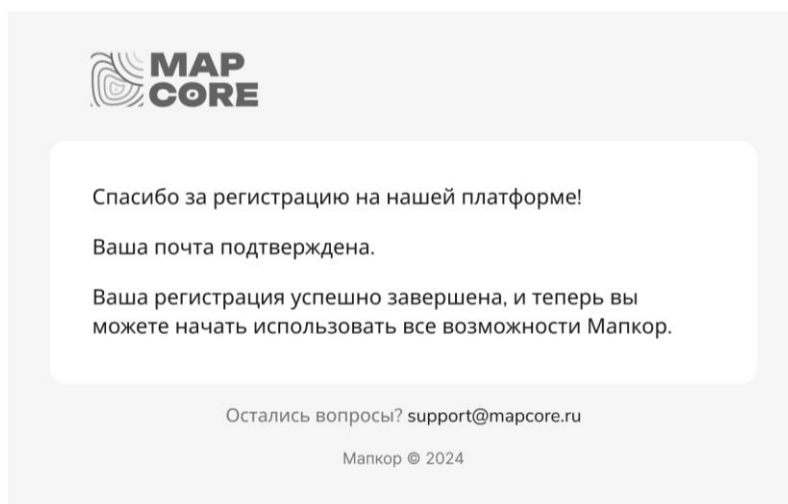 MAP
CORE
Спасибо за регистрацию на нашей платформе!
Ваша почта подтверждена.
Ваша регистрация успешно завершена, и теперь вы
можете начать использовать все возможности Мапкор.
Остались вопросы? support@mapcore.ru
Мапкор © 2024